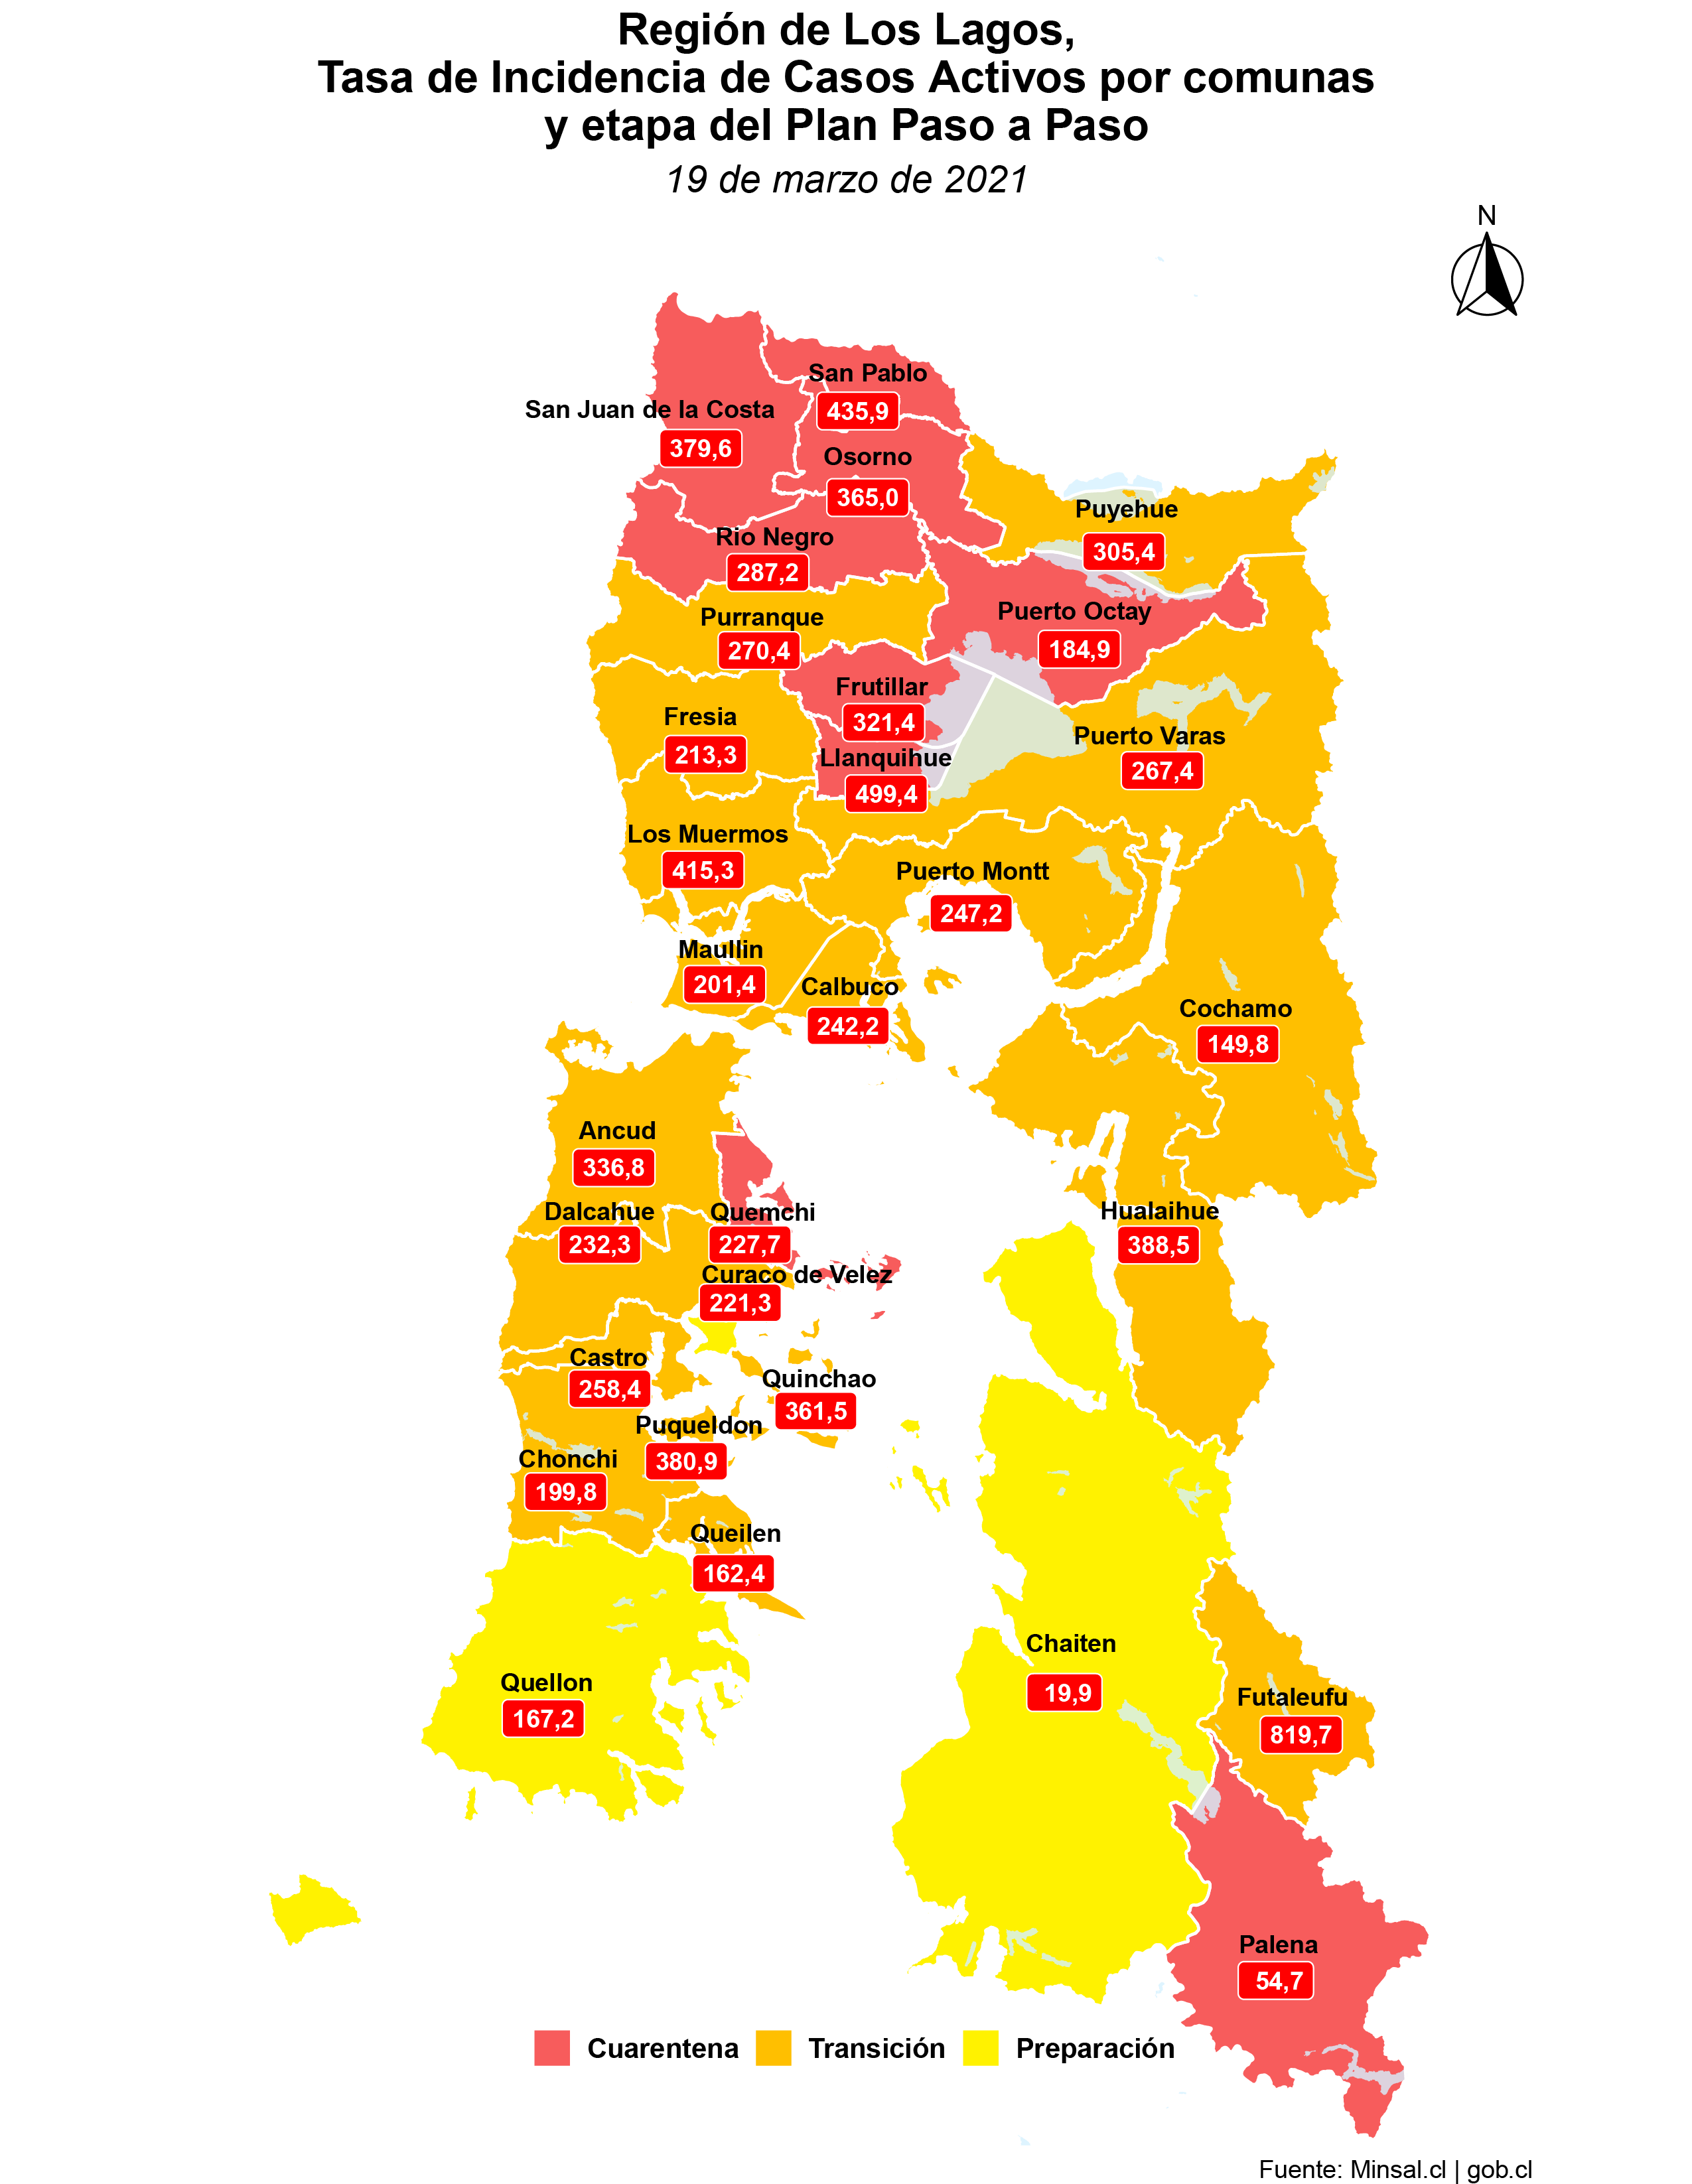 Región de Los Lagos,
Tasa de Incidencia de Casos Activos por comunas
y etapa del Plan Paso a Paso
19 de marzo de 2021
N
San Pablo
435,9
San Juan de la Costa
379,6
Osorno
365,0
Puyehue
305,4
Rio Negro
287,2
Puerto Octay
184,9
Purranque
270,4
Frutillar
321,4
Fresia
213,3
Puerto Varas
267,4
Llanquihue
499,4
Los Muermos
415,3
Puerto Montt
247,2
Maullin
201,4
Calbuco
242,2
Cochamo
149,8
Ancud
336,8
Dalcahue
232,3
Quemchi
227,7
Hualaihue
388,5
Curaco de Velez
221,3
Castro
258,4
Quinchao
361,5
Puqueldon
380,9
Chonchi
199,8
Queilen
162,4
Chaiten
19,9
Quellon
167,2
Futaleufu
819,7
Palena
54,7
Cuarentena Transición Preparación
Fuente: Minsal.cl | gob.cl